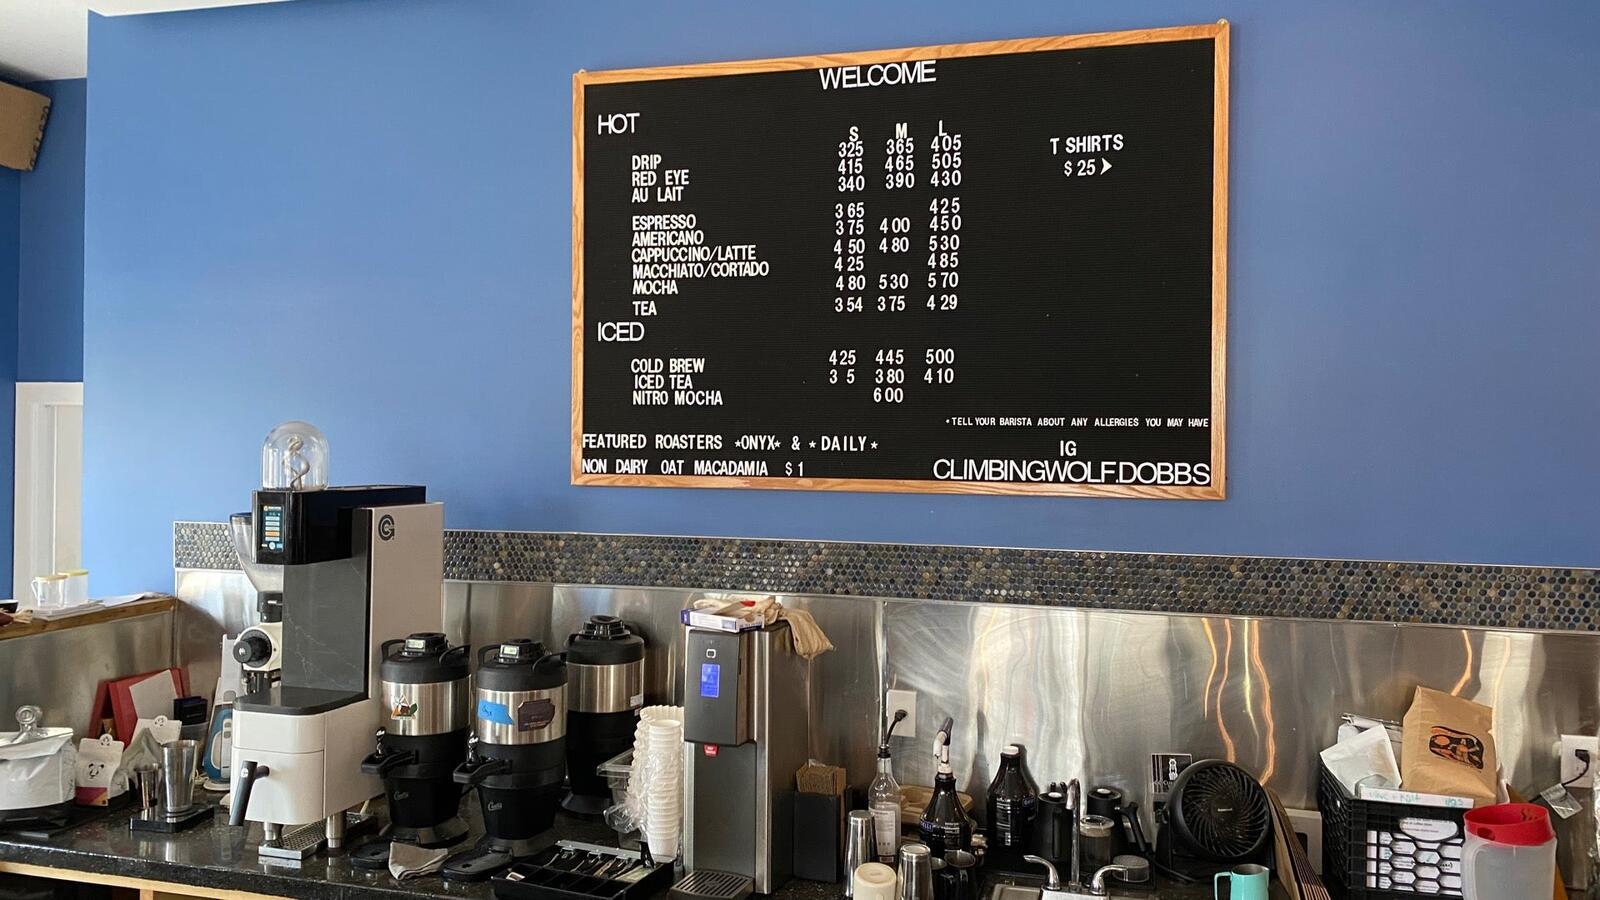 WELCOME
HOT
S M L
DRIP 325 365 405
RED EYE 415 465 505
AU LAIT 340 390 430
ESPRESSO 365 425
AMERICANO 375 400 450
CAPPUCCINO/LATTE 450 480 530
MACCHIATO/CORTADO 425 485
MOCHA 480 530 570
TEA 354 375 429
T SHIRTS
$ 25
ICED
COLD BREW 425 445 500
ICED TEA 3 5 380 410
NITRO MOCHA 600
*TELL YOUR BARISTA ABOUT ANY ALLERGIES YOU MAY HAVE
FEATURED ROASTERS *ONYX* & *DAILY*
NON DAIRY OAT MACADAMIA $1
IG
CLIMBINGWOLF.DOBBS